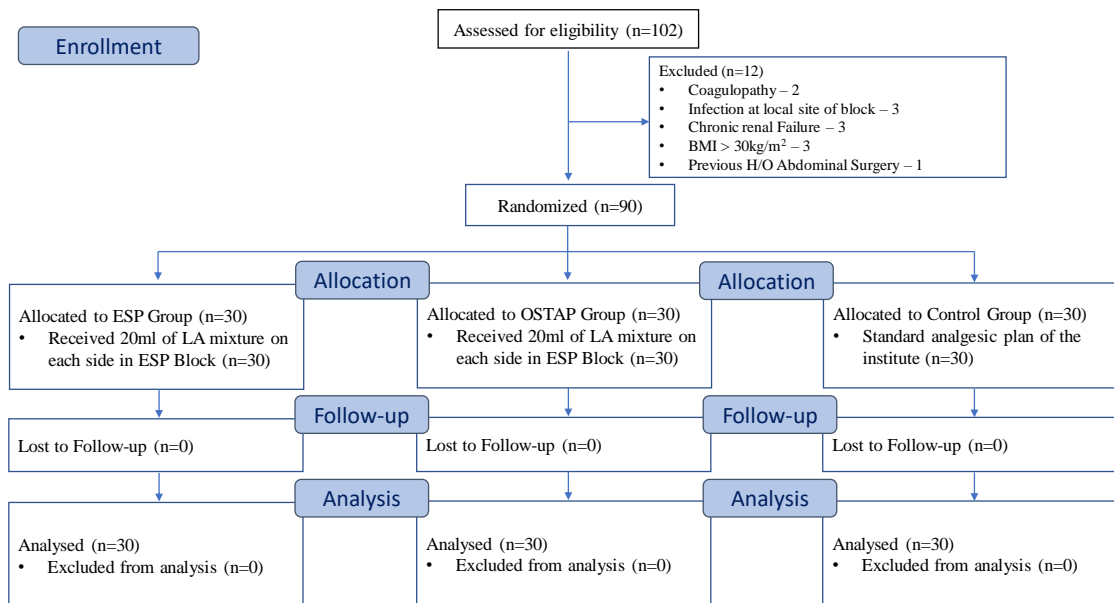 Assessed for eligibility (n=102)
Enrollment
Excluded (n=12)
• Coagulopathy – 2
• Infection at local site of block – 3
• Chronic renal Failure – 3
• BMI > 30kg/m² – 3
• Previous H/O Abdominal Surgery – 1
Randomized (n=90)
Allocation
Allocation
Allocated to ESP Group (n=30)
• Received 20ml of LA mixture on
each side in ESP Block (n=30)
Allocated to OSTAP Group (n=30)
• Received 20ml of LA mixture on
each side in ESP Block (n=30)
Allocated to Control Group (n=30)
• Standard analgesic plan of the
institute (n=30)
Follow-up
Follow-up
Lost to Follow-up (n=0)
Lost to Follow-up (n=0)
Lost to Follow-up (n=0)
Analysis
Analysis
Analysed (n=30)
• Excluded from analysis (n=0)
Analysed (n=30)
• Excluded from analysis (n=0)
Analysed (n=30)
• Excluded from analysis (n=0)